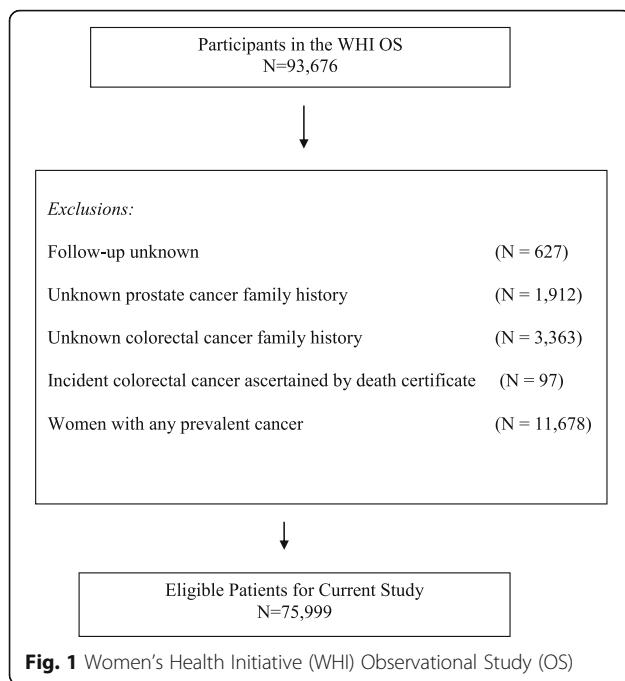 Participants in the WHI OS
N=93,676
Exclusions:
Follow-up unknown (N = 627)
Unknown prostate cancer family history (N = 1,912)
Unknown colorectal cancer family history (N = 3,363)
Incident colorectal cancer ascertained by death certificate (N = 97)
Women with any prevalent cancer (N = 11,678)
Eligible Patients for Current Study
N=75,999
Fig. 1 Women's Health Initiative (WHI) Observational Study (OS)